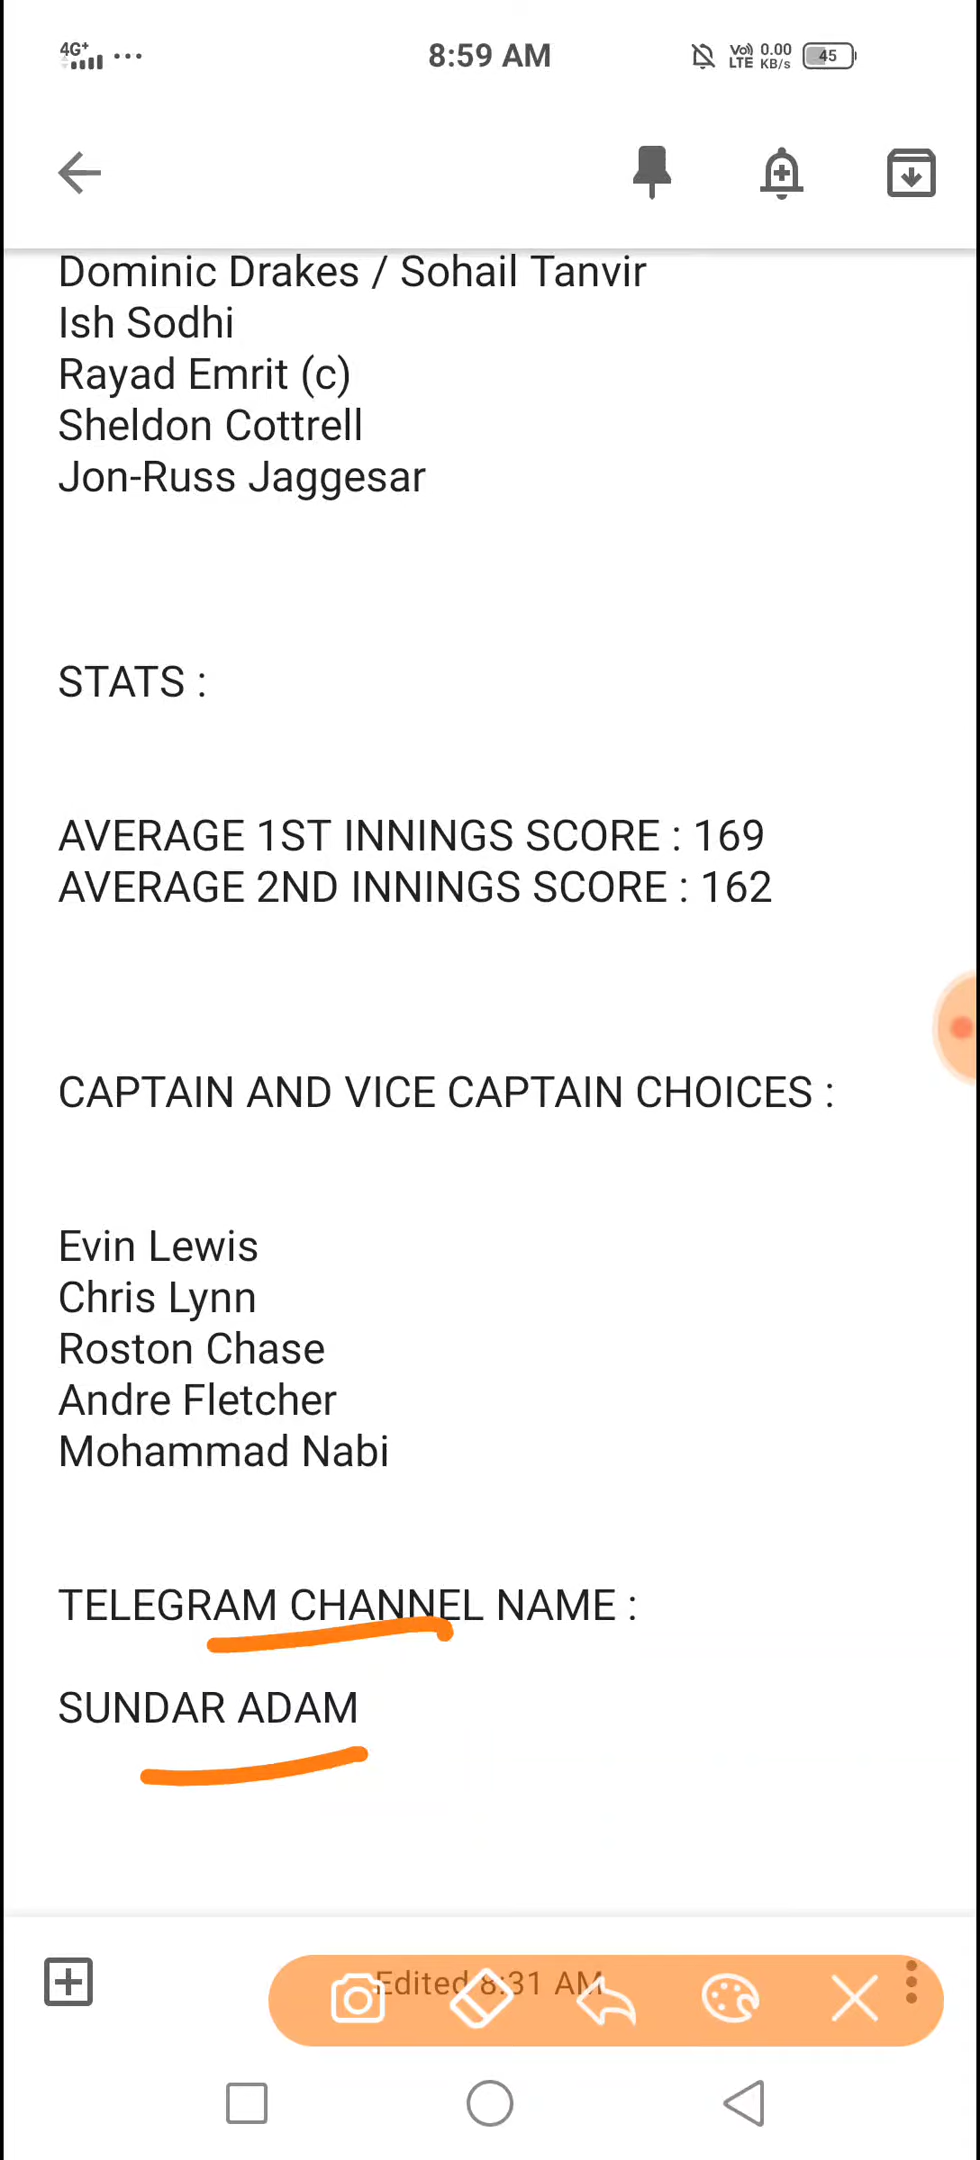 4G+
8:59 AM
Vo)) 0.00
LTE KB/s
45
Dominic Drakes / Sohail Tanvir
Ish Sodhi
Rayad Emrit (c)
Sheldon Cottrell
Jon-Russ Jaggesar
STATS :
AVERAGE 1ST INNINGS SCORE : 169
AVERAGE 2ND INNINGS SCORE : 162
CAPTAIN AND VICE CAPTAIN CHOICES :
Evin Lewis
Chris Lynn
Roston Chase
Andre Fletcher
Mohammad Nabi
TELEGRAM CHANNEL NAME :
SUNDAR ADAM
Edited 8:31 AM